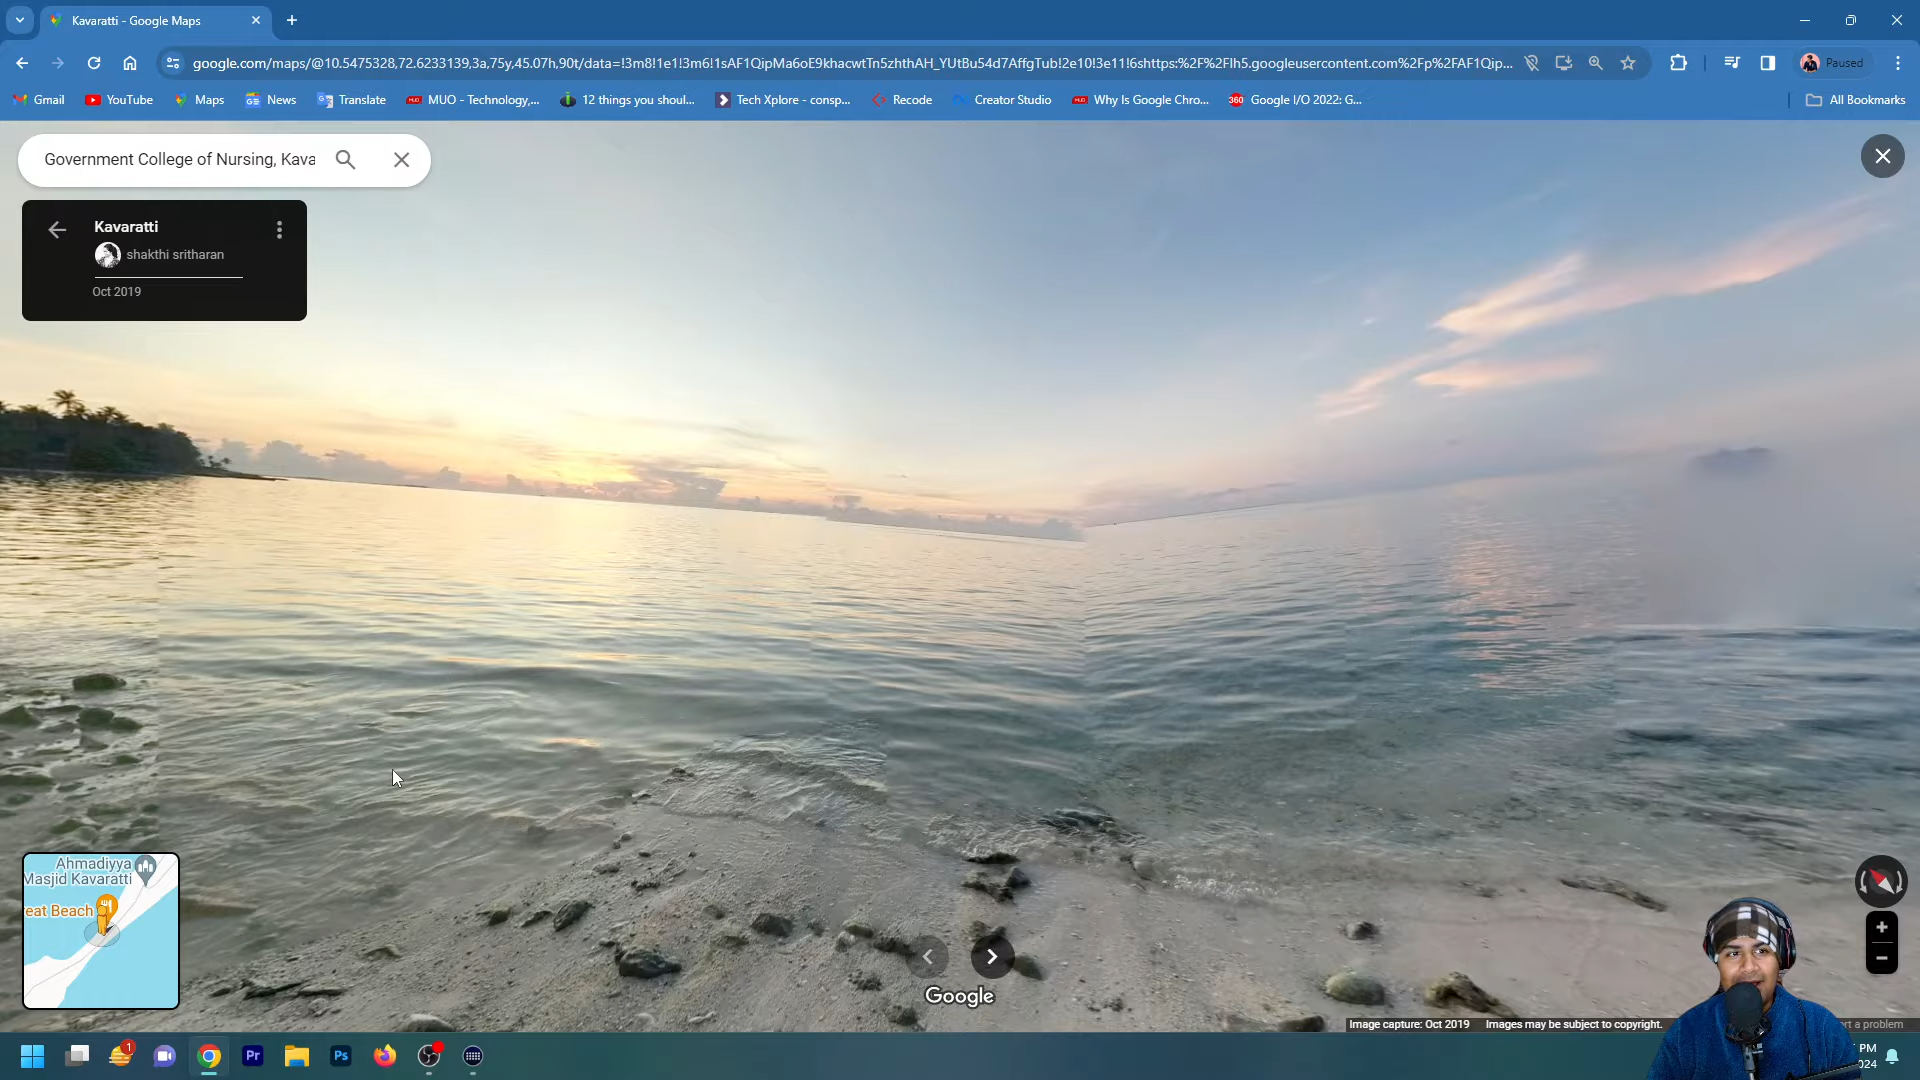 Kavaratti - Google Maps
google.com/maps/@10.5475328,72.6233139,3a,75y,45.07h,90t/data=!3m8!1e1!3m6!1sAF1QipMa6oE9khacwtTn5zhthAH_YUtBu54d7AffgTub!2e10!3e11!6shttps:%2F%2Flh5.googleusercontent.com%2Fp%2FAF1Qip...
Paused
Gmail YouTube Maps News Translate MUO - Technology,... 12 things you shoul... Tech Xplore - consp... Recode Creator Studio Why Is Google Chro... 360 Google I/O 2022: G... All Bookmarks
Government College of Nursing, Kava
Kavaratti
shakthi sritharan
Oct 2019
Ahmadiyya
Masjid Kavaratti
eat Beach
Google
Image capture: Oct 2019 Images may be subject to copyright.
rt a problem
1
Pr
Ps
PM